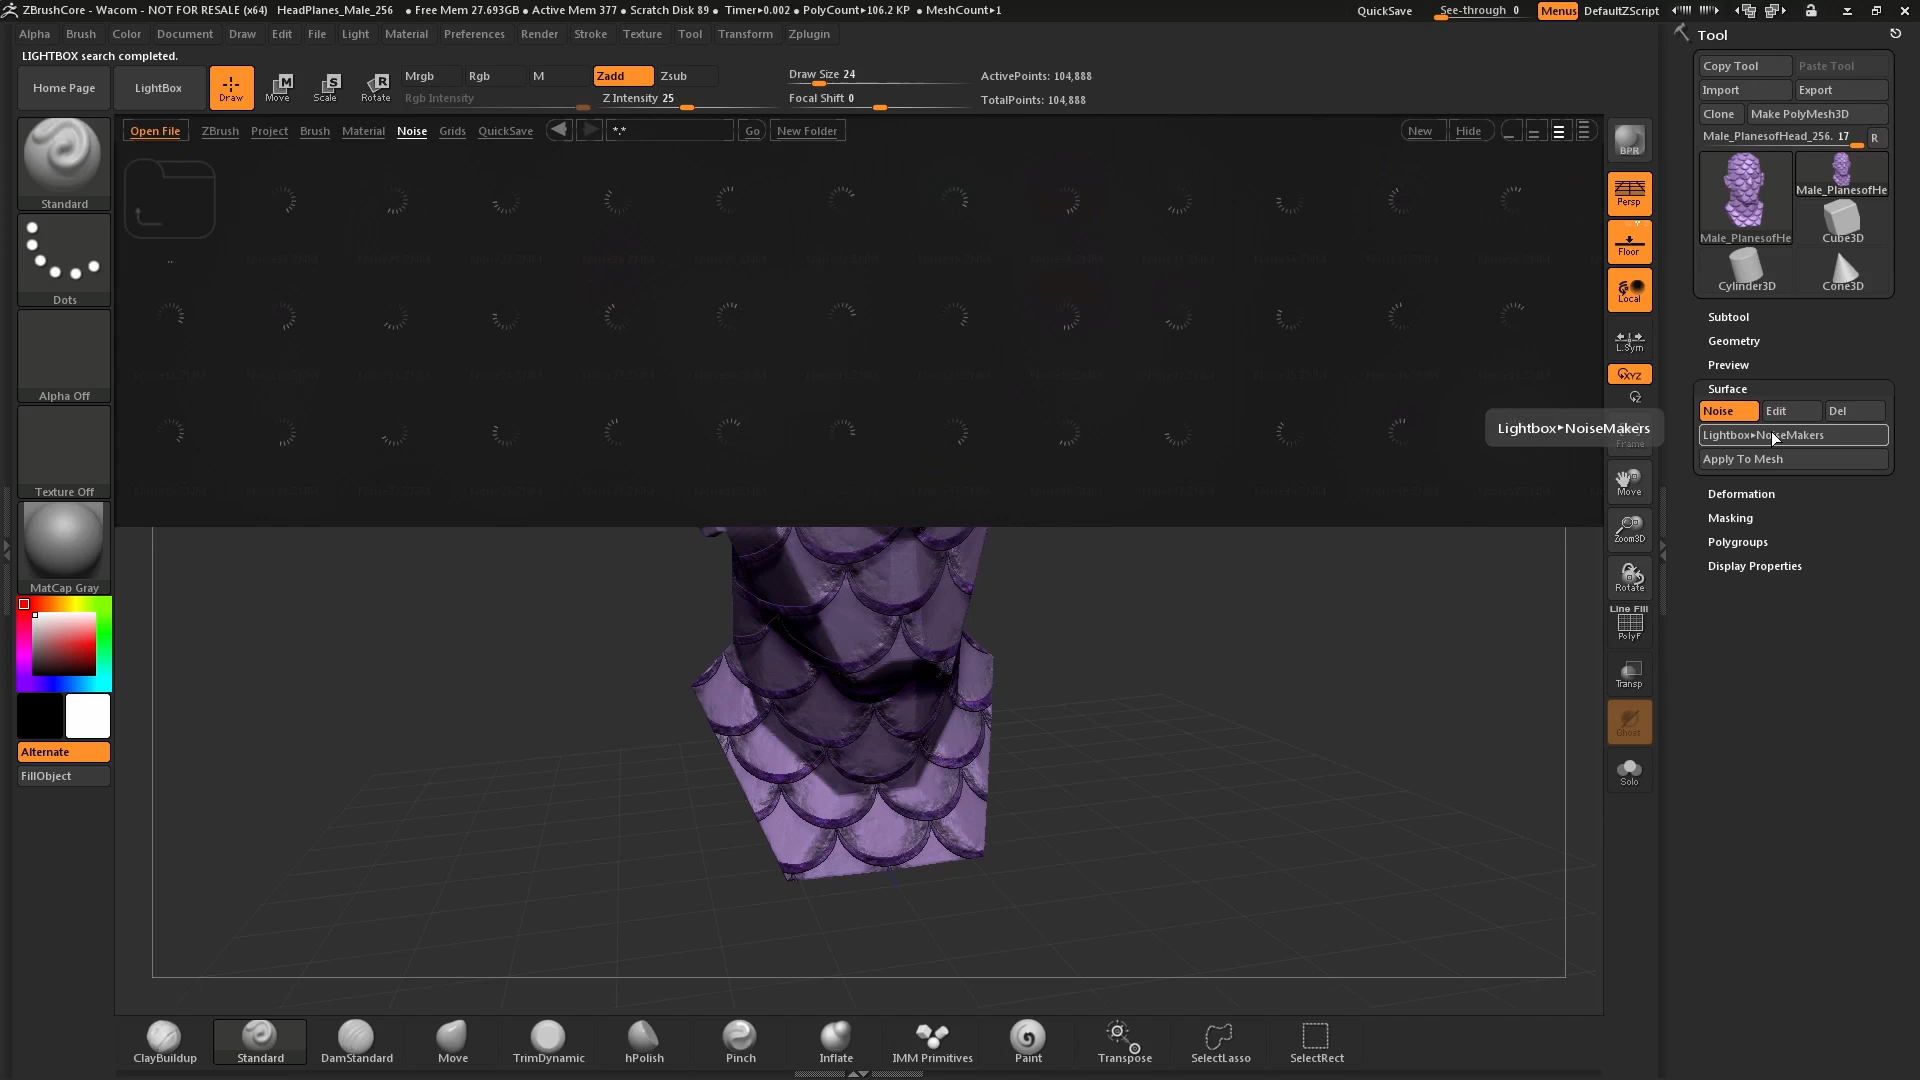 ZBrushCore - Wacom - NOT FOR RESALE (x64) HeadPlanes_Male_256 • Free Mem 27.693GB • Active Mem 377 • Scratch Disk 89 • Timer▸0.002 • PolyCount▸106.2 KP • MeshCount▸1 QuickSave See-through 0 Menus DefaultZScript
Alpha Brush Color Document Draw Edit File Light Material Preferences Render Stroke Texture Tool Transform Zplugin
LIGHTBOX search completed.
Home Page LightBox Draw Move Scale Rotate
Mrgb Rgb M Zadd Zsub
Rgb Intensity Z Intensity 25
Draw Size 24
Focal Shift 0
ActivePoints: 104,888
TotalPoints: 104,888
Open File ZBrush Project Brush Material Noise Grids QuickSave *.* Go New Folder New Hide
..
Standard
Dots
Alpha Off
Texture Off
MatCap Gray
Alternate
FillObject
BPR
Persp
Floor
Local
L.Sym
XYZ
Frame
Move
Zoom3D
Rotate
Line Fill
PolyF
Transp
Ghost
Solo
Lightbox▸NoiseMakers
Tool
Copy Tool Paste Tool
Import Export
Clone Make PolyMesh3D
Male_PlanesofHead_256. 17 R
Male_PlanesofHe
Male_PlanesofHe
Cube3D
Cylinder3D Cone3D
Subtool
Geometry
Preview
Surface
Noise Edit Del
Lightbox▸NoiseMakers
Apply To Mesh
Deformation
Masking
Polygroups
Display Properties
ClayBuildup Standard DamStandard Move TrimDynamic hPolish Pinch Inflate IMM Primitives Paint Transpose SelectLasso SelectRect